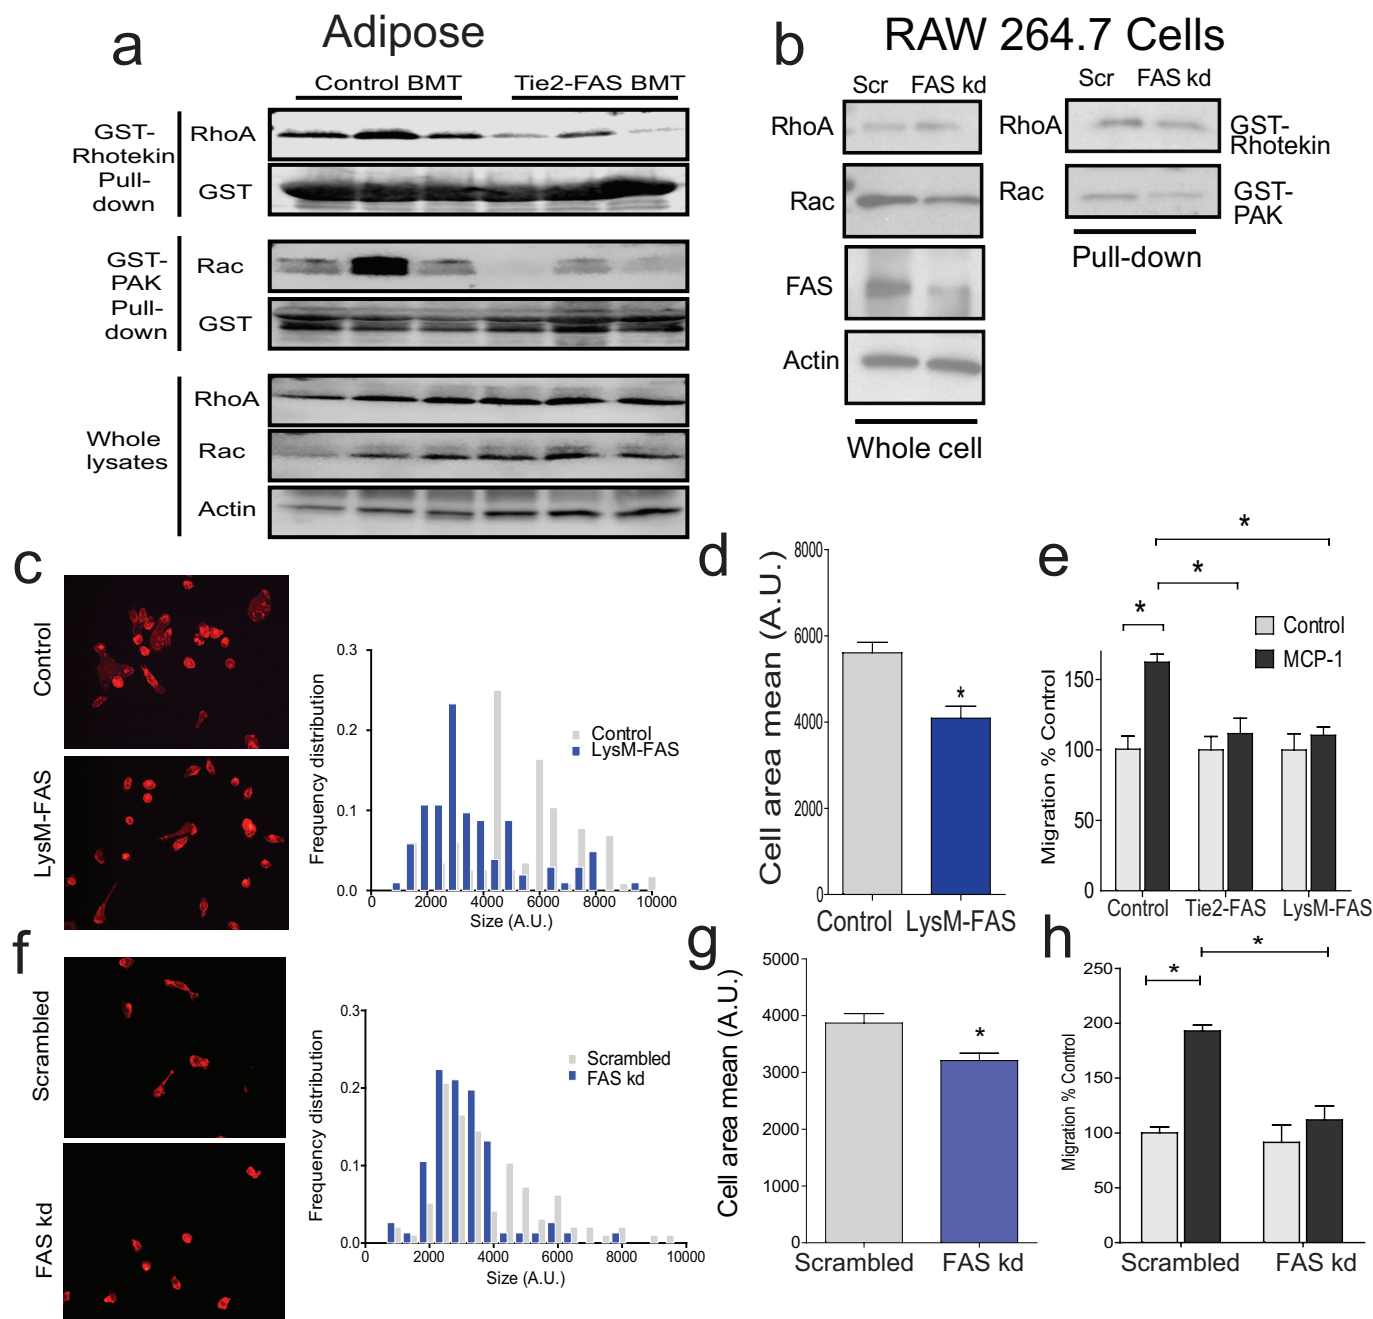 a
Adipose
Control BMT
Tie2-FAS BMT
GST-
Rhotekin
Pull-
down
RhoA
GST
GST-
PAK
Pull-
down
Rac
GST
Whole
lysates
RhoA
Rac
Actin
b
RAW 264.7 Cells
Scr
FAS kd
RhoA
Rac
FAS
Actin
Whole cell
Scr
FAS kd
RhoA
GST-
Rhotekin
Rac
GST-
PAK
Pull-down
c
Control
LysM-FAS
Frequency distribution
0.3
0.2
0.1
0.0
0
2000
4000
6000
8000
10000
Size (A.U.)
Control
LysM-FAS
d
Cell area mean (A.U.)
8000
6000
4000
2000
0
*
Control
LysM-FAS
e
Migration % Control
150
100
50
0
*
*
*
Control
MCP-1
Control
Tie2-FAS
LysM-FAS
f
Scrambled
FAS kd
Frequency distribution
0.3
0.2
0.1
0.0
0
2000
4000
6000
8000
10000
Size (A.U.)
Scrambled
FAS kd
g
Cell area mean (A.U.)
5000
4000
3000
2000
1000
0
*
Scrambled
FAS kd
h
Migration % Control
250
200
150
100
50
0
*
*
Scrambled
FAS kd